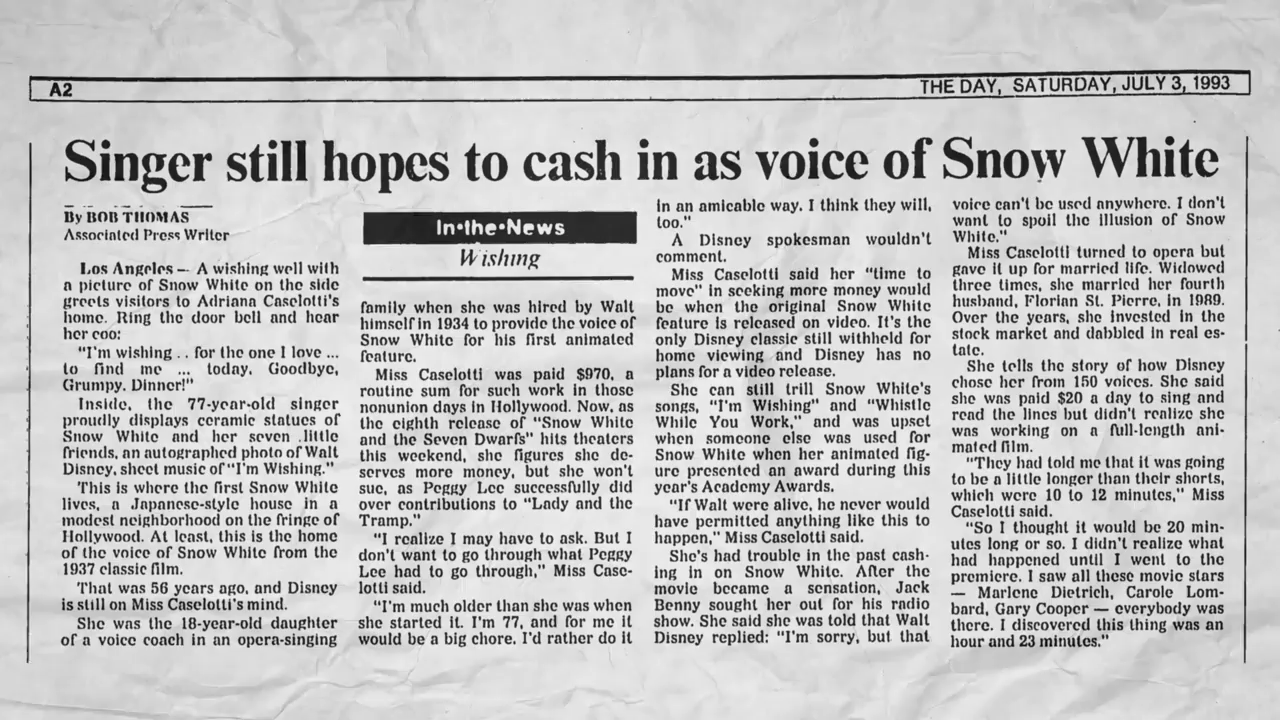 A2
THE DAY, SATURDAY, JULY 3, 1993
Singer still hopes to cash in as voice of Snow White
By BOB THOMAS
Associated Press Writer
Los Angeles — A wishing well with
a picture of Snow White on the side
greets visitors to Adriana Caselotti's
home. Ring the door bell and hear
her coo:
"I'm wishing . . for the one I love ...
to find me ... today. Goodbye,
Grumpy. Dinner!"
Inside, the 77-year-old singer
proudly displays ceramic statues of
Snow White and her seven little
friends, an autographed photo of Walt
Disney, sheet music of "I'm Wishing."
This is where the first Snow White
lives, a Japanese-style house in a
modest neighborhood on the fringe of
Hollywood. At least, this is the home
of the voice of Snow White from the
1937 classic film.
That was 56 years ago, and Disney
is still on Miss Caselotti's mind.
She was the 18-year-old daughter
of a voice coach in an opera-singing
In•the•News
Wishing
family when she was hired by Walt
himself in 1934 to provide the voice of
Snow White for his first animated
feature.
Miss Caselotti was paid $970, a
routine sum for such work in those
nonunion days in Hollywood. Now, as
the eighth release of "Snow White
and the Seven Dwarfs" hits theaters
this weekend, she figures she de-
serves more money, but she won't
sue, as Peggy Lee successfully did
over contributions to "Lady and the
Tramp."
"I realize I may have to ask. But I
don't want to go through what Peggy
Lee had to go through," Miss Case-
lotti said.
"I'm much older than she was when
she started it. I'm 77, and for me it
would be a big chore. I'd rather do it
in an amicable way. I think they will,
too."
A Disney spokesman wouldn't
comment.
Miss Caselotti said her "time to
move" in seeking more money would
be when the original Snow White
feature is released on video. It's the
only Disney classic still withheld for
home viewing and Disney has no
plans for a video release.
She can still trill Snow White's
songs, "I'm Wishing" and "Whistle
While You Work," and was upset
when someone else was used for
Snow White when her animated fig-
ure presented an award during this
year's Academy Awards.
"If Walt were alive, he never would
have permitted anything like this to
happen," Miss Caselotti said.
She's had trouble in the past cash-
ing in on Snow White. After the
movie became a sensation, Jack
Benny sought her out for his radio
show. She said she was told that Walt
Disney replied: "I'm sorry, but that
voice can't be used anywhere. I don't
want to spoil the illusion of Snow
White."
Miss Caselotti turned to opera but
gave it up for married life. Widowed
three times, she married her fourth
husband, Florian St. Pierre, in 1989.
Over the years, she invested in the
stock market and dabbled in real es-
tate.
She tells the story of how Disney
chose her from 150 voices. She said
she was paid $20 a day to sing and
read the lines but didn't realize she
was working on a full-length ani-
mated film.
"They had told me that it was going
to be a little longer than their shorts,
which were 10 to 12 minutes," Miss
Caselotti said.
"So I thought it would be 20 min-
utes long or so. I didn't realize what
had happened until I went to the
premiere. I saw all these movie stars
— Marlene Dietrich, Carole Lom-
bard, Gary Cooper — everybody was
there. I discovered this thing was an
hour and 23 minutes."